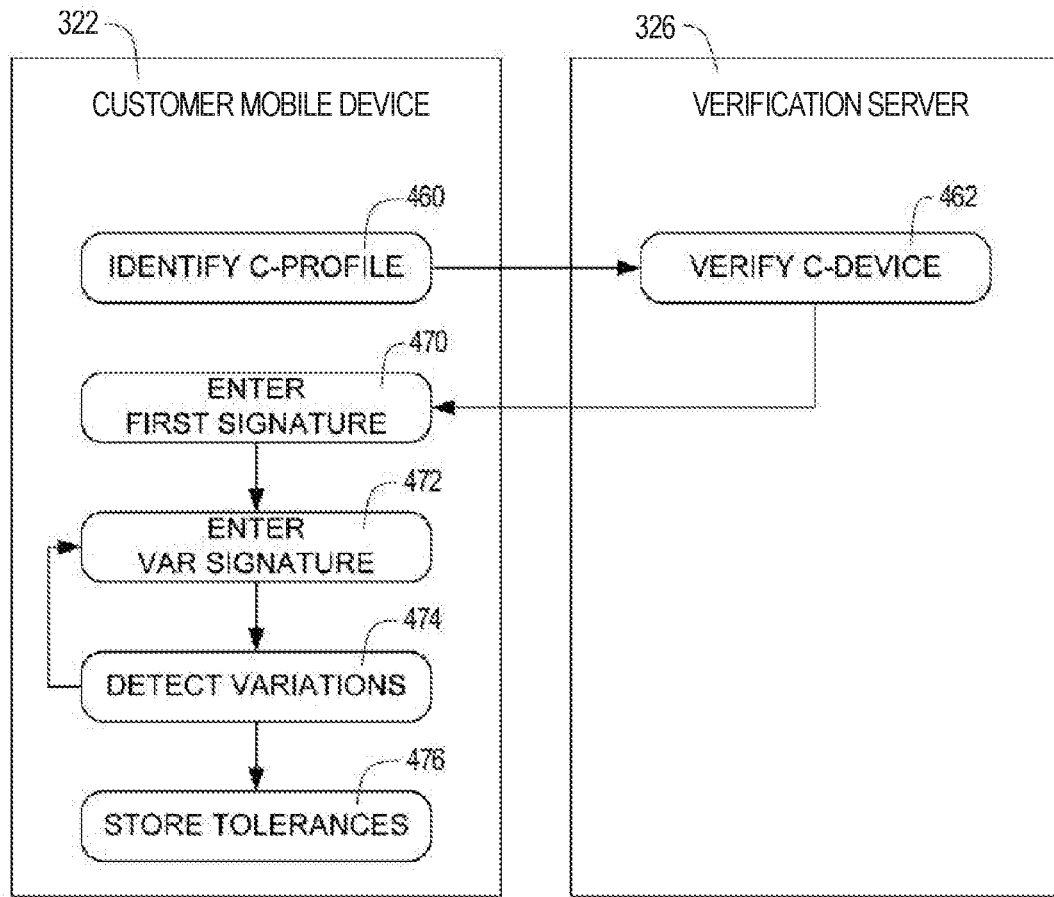 322
326
CUSTOMER MOBILE DEVICE
VERIFICATION SERVER
460
462
IDENTIFY C-PROFILE
VERIFY C-DEVICE
470
ENTER
FIRST SIGNATURE
472
ENTER
VAR SIGNATURE
474
DETECT VARIATIONS
476
STORE TOLERANCES